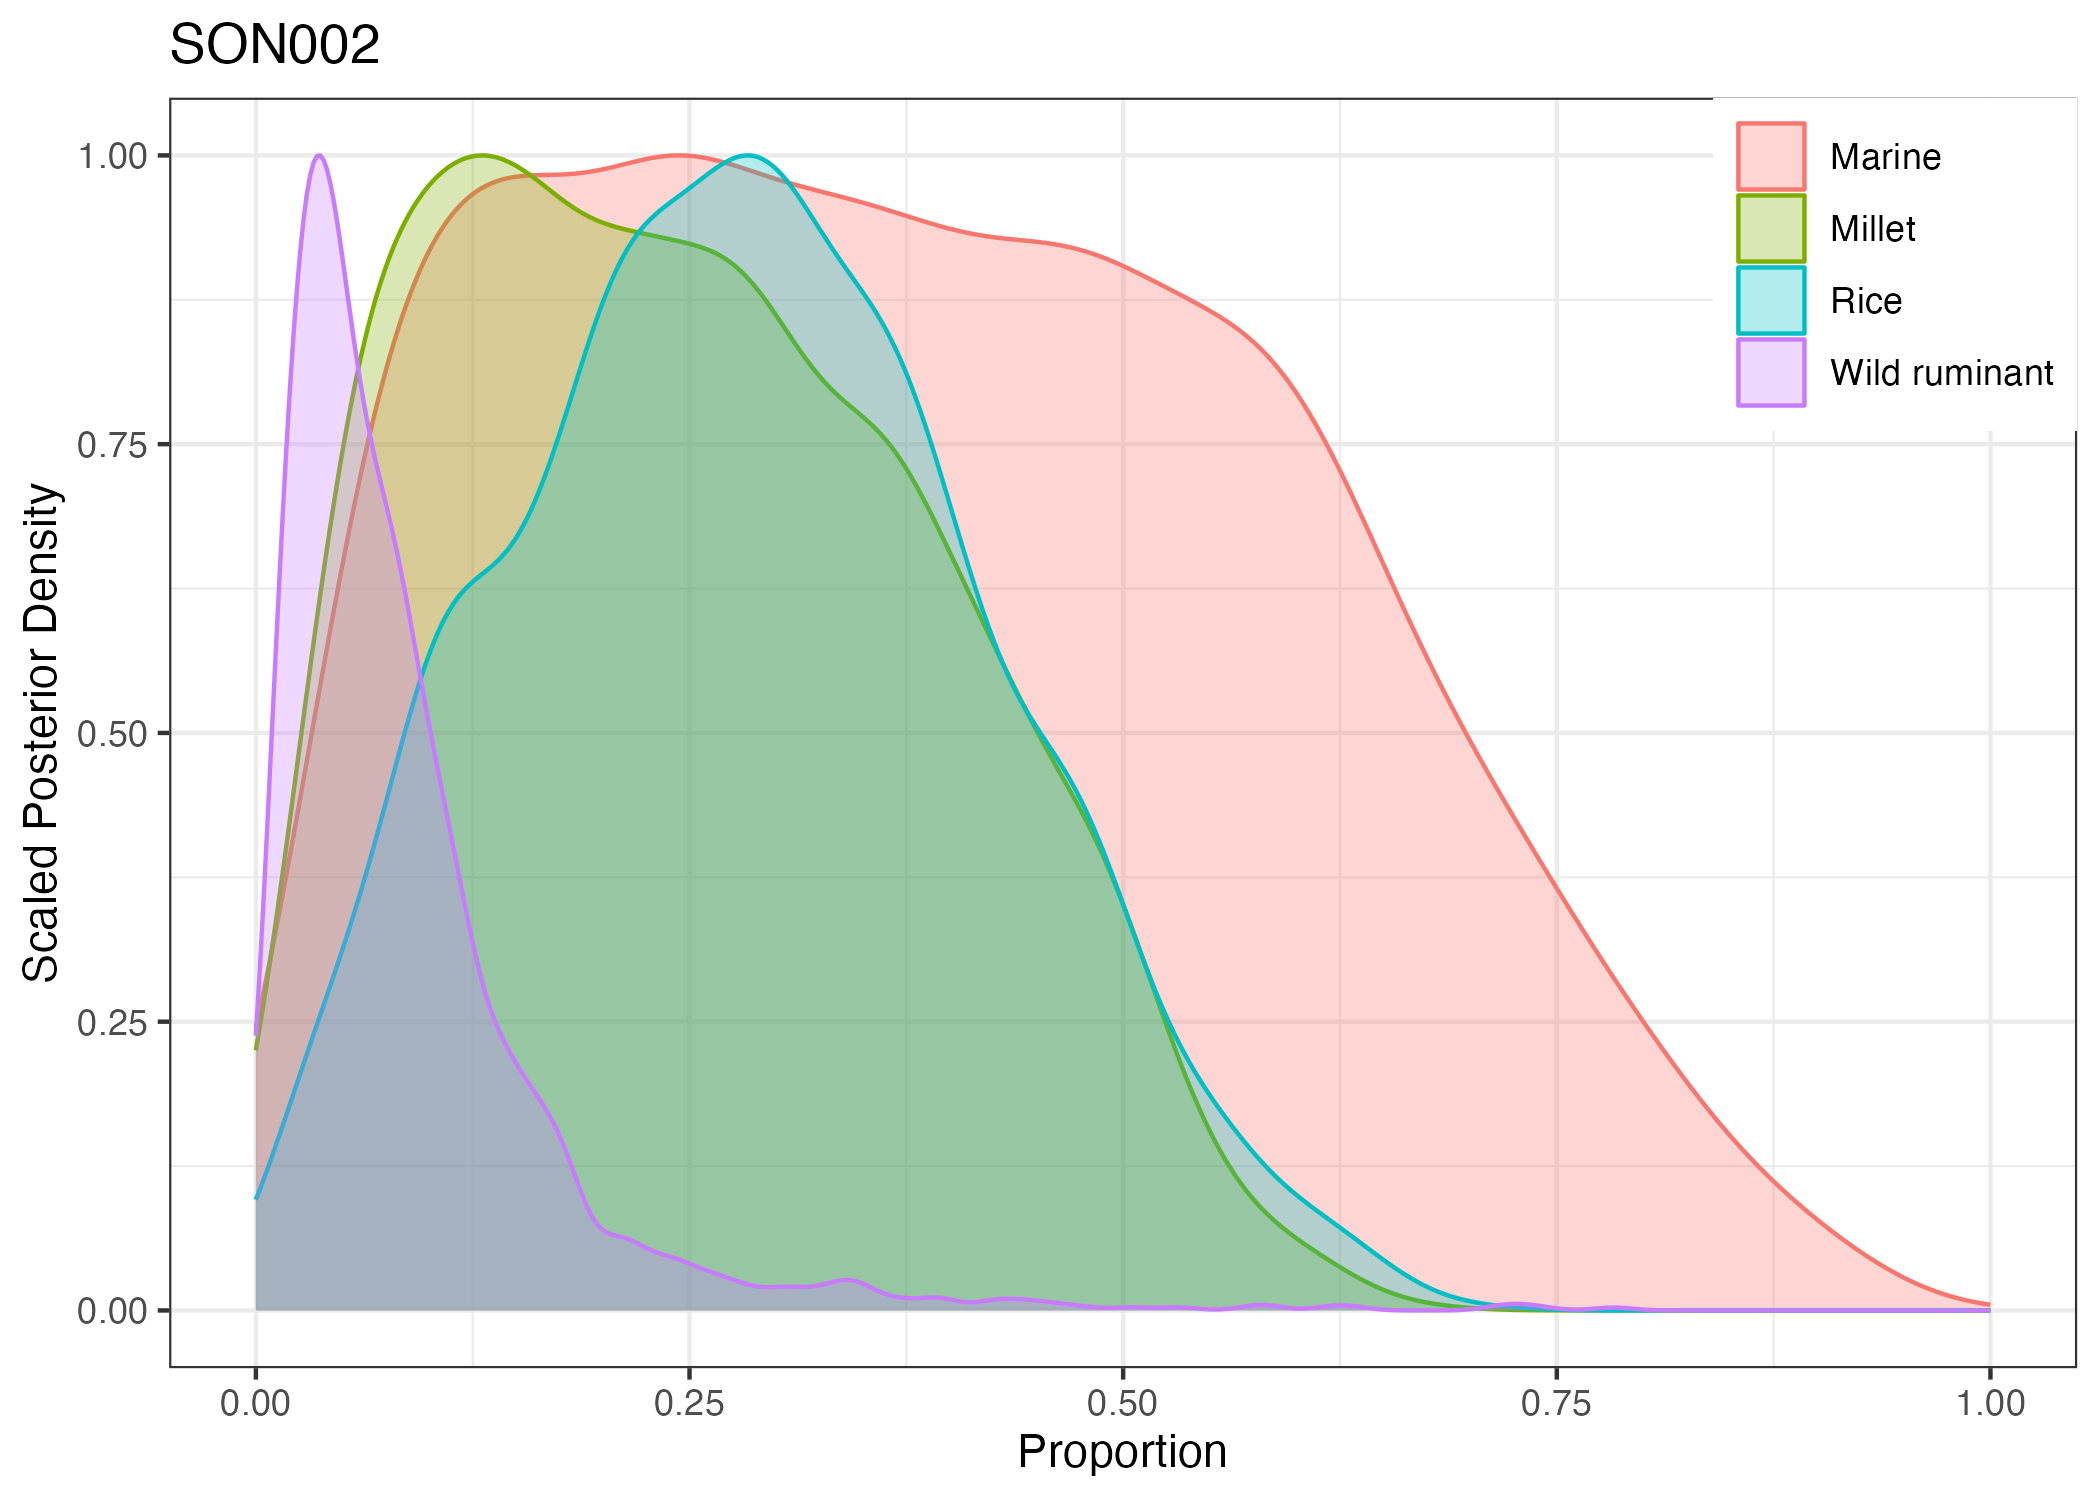 SON002
Marine
Millet
Rice
Wild ruminant
Scaled Posterior Density
1.00
0.75
0.50
0.25
0.00
0.00 0.25 0.50 0.75 1.00
Proportion